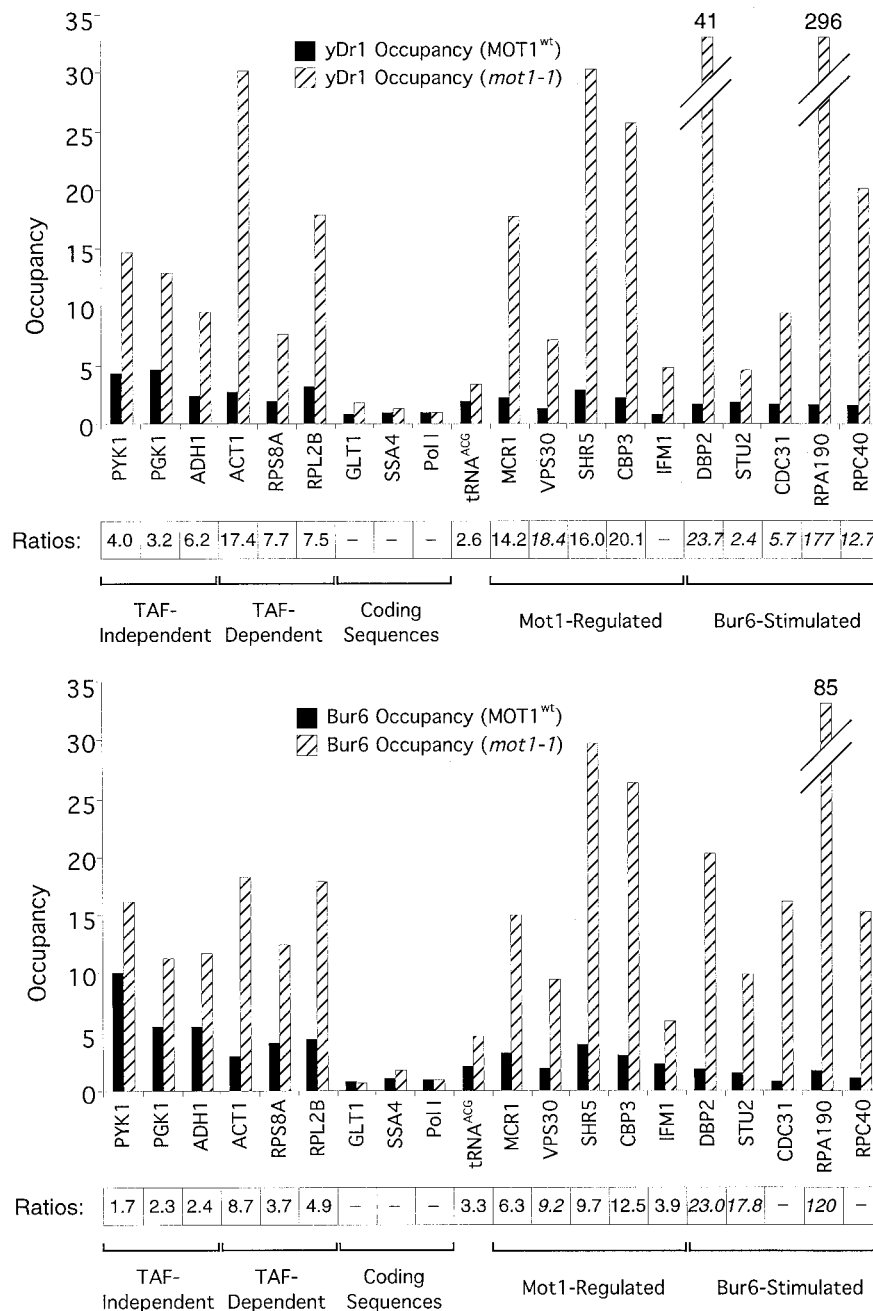 41
296
35
30
25
20
15
10
5
0
Occupancy
yDr1 Occupancy (MOT1wt)
yDr1 Occupancy (mot1-1)
PYK1
PGK1
ADH1
ACT1
RPS8A
RPL2B
GLT1
SSA4
Pol I
tRNAACG
MCR1
VPS30
SHR5
CBP3
IFM1
DBP2
STU2
CDC31
RPA190
RPC40
Ratios: 4.0 3.2 6.2 17.4 7.7 7.5 – – – 2.6 14.2 18.4 16.0 20.1 – 23.7 2.4 5.7 177 12.7
TAF-Independent
TAF-Dependent
Coding Sequences
Mot1-Regulated
Bur6-Stimulated
85
35
30
25
20
15
10
5
0
Occupancy
Bur6 Occupancy (MOT1wt)
Bur6 Occupancy (mot1-1)
PYK1
PGK1
ADH1
ACT1
RPS8A
RPL2B
GLT1
SSA4
Pol I
tRNAACG
MCR1
VPS30
SHR5
CBP3
IFM1
DBP2
STU2
CDC31
RPA190
RPC40
Ratios: 1.7 2.3 2.4 8.7 3.7 4.9 – – – 3.3 6.3 9.2 9.7 12.5 3.9 23.0 17.8 – 120 –
TAF-Independent
TAF-Dependent
Coding Sequences
Mot1-Regulated
Bur6-Stimulated